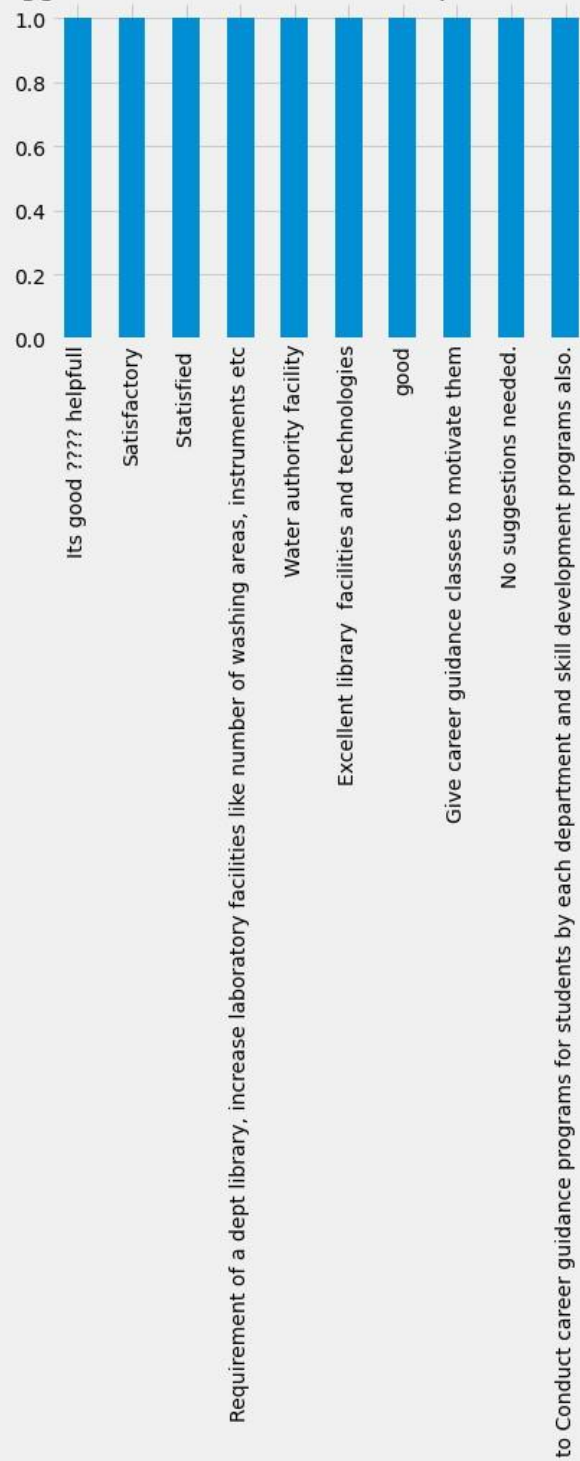 1.0
0.8
0.6
0.4
0.2
0.0
Its good ???? helpfull
Satisfactory
Statisfied
Requirement of a dept library, increase laboratory facilities like number of washing areas, instruments etc
Water authority facility
Excellent library  facilities and technologies
good
Give career guidance classes to motivate them
No suggestions needed.
to Conduct career guidance programs for students by each department and skill development programs also.